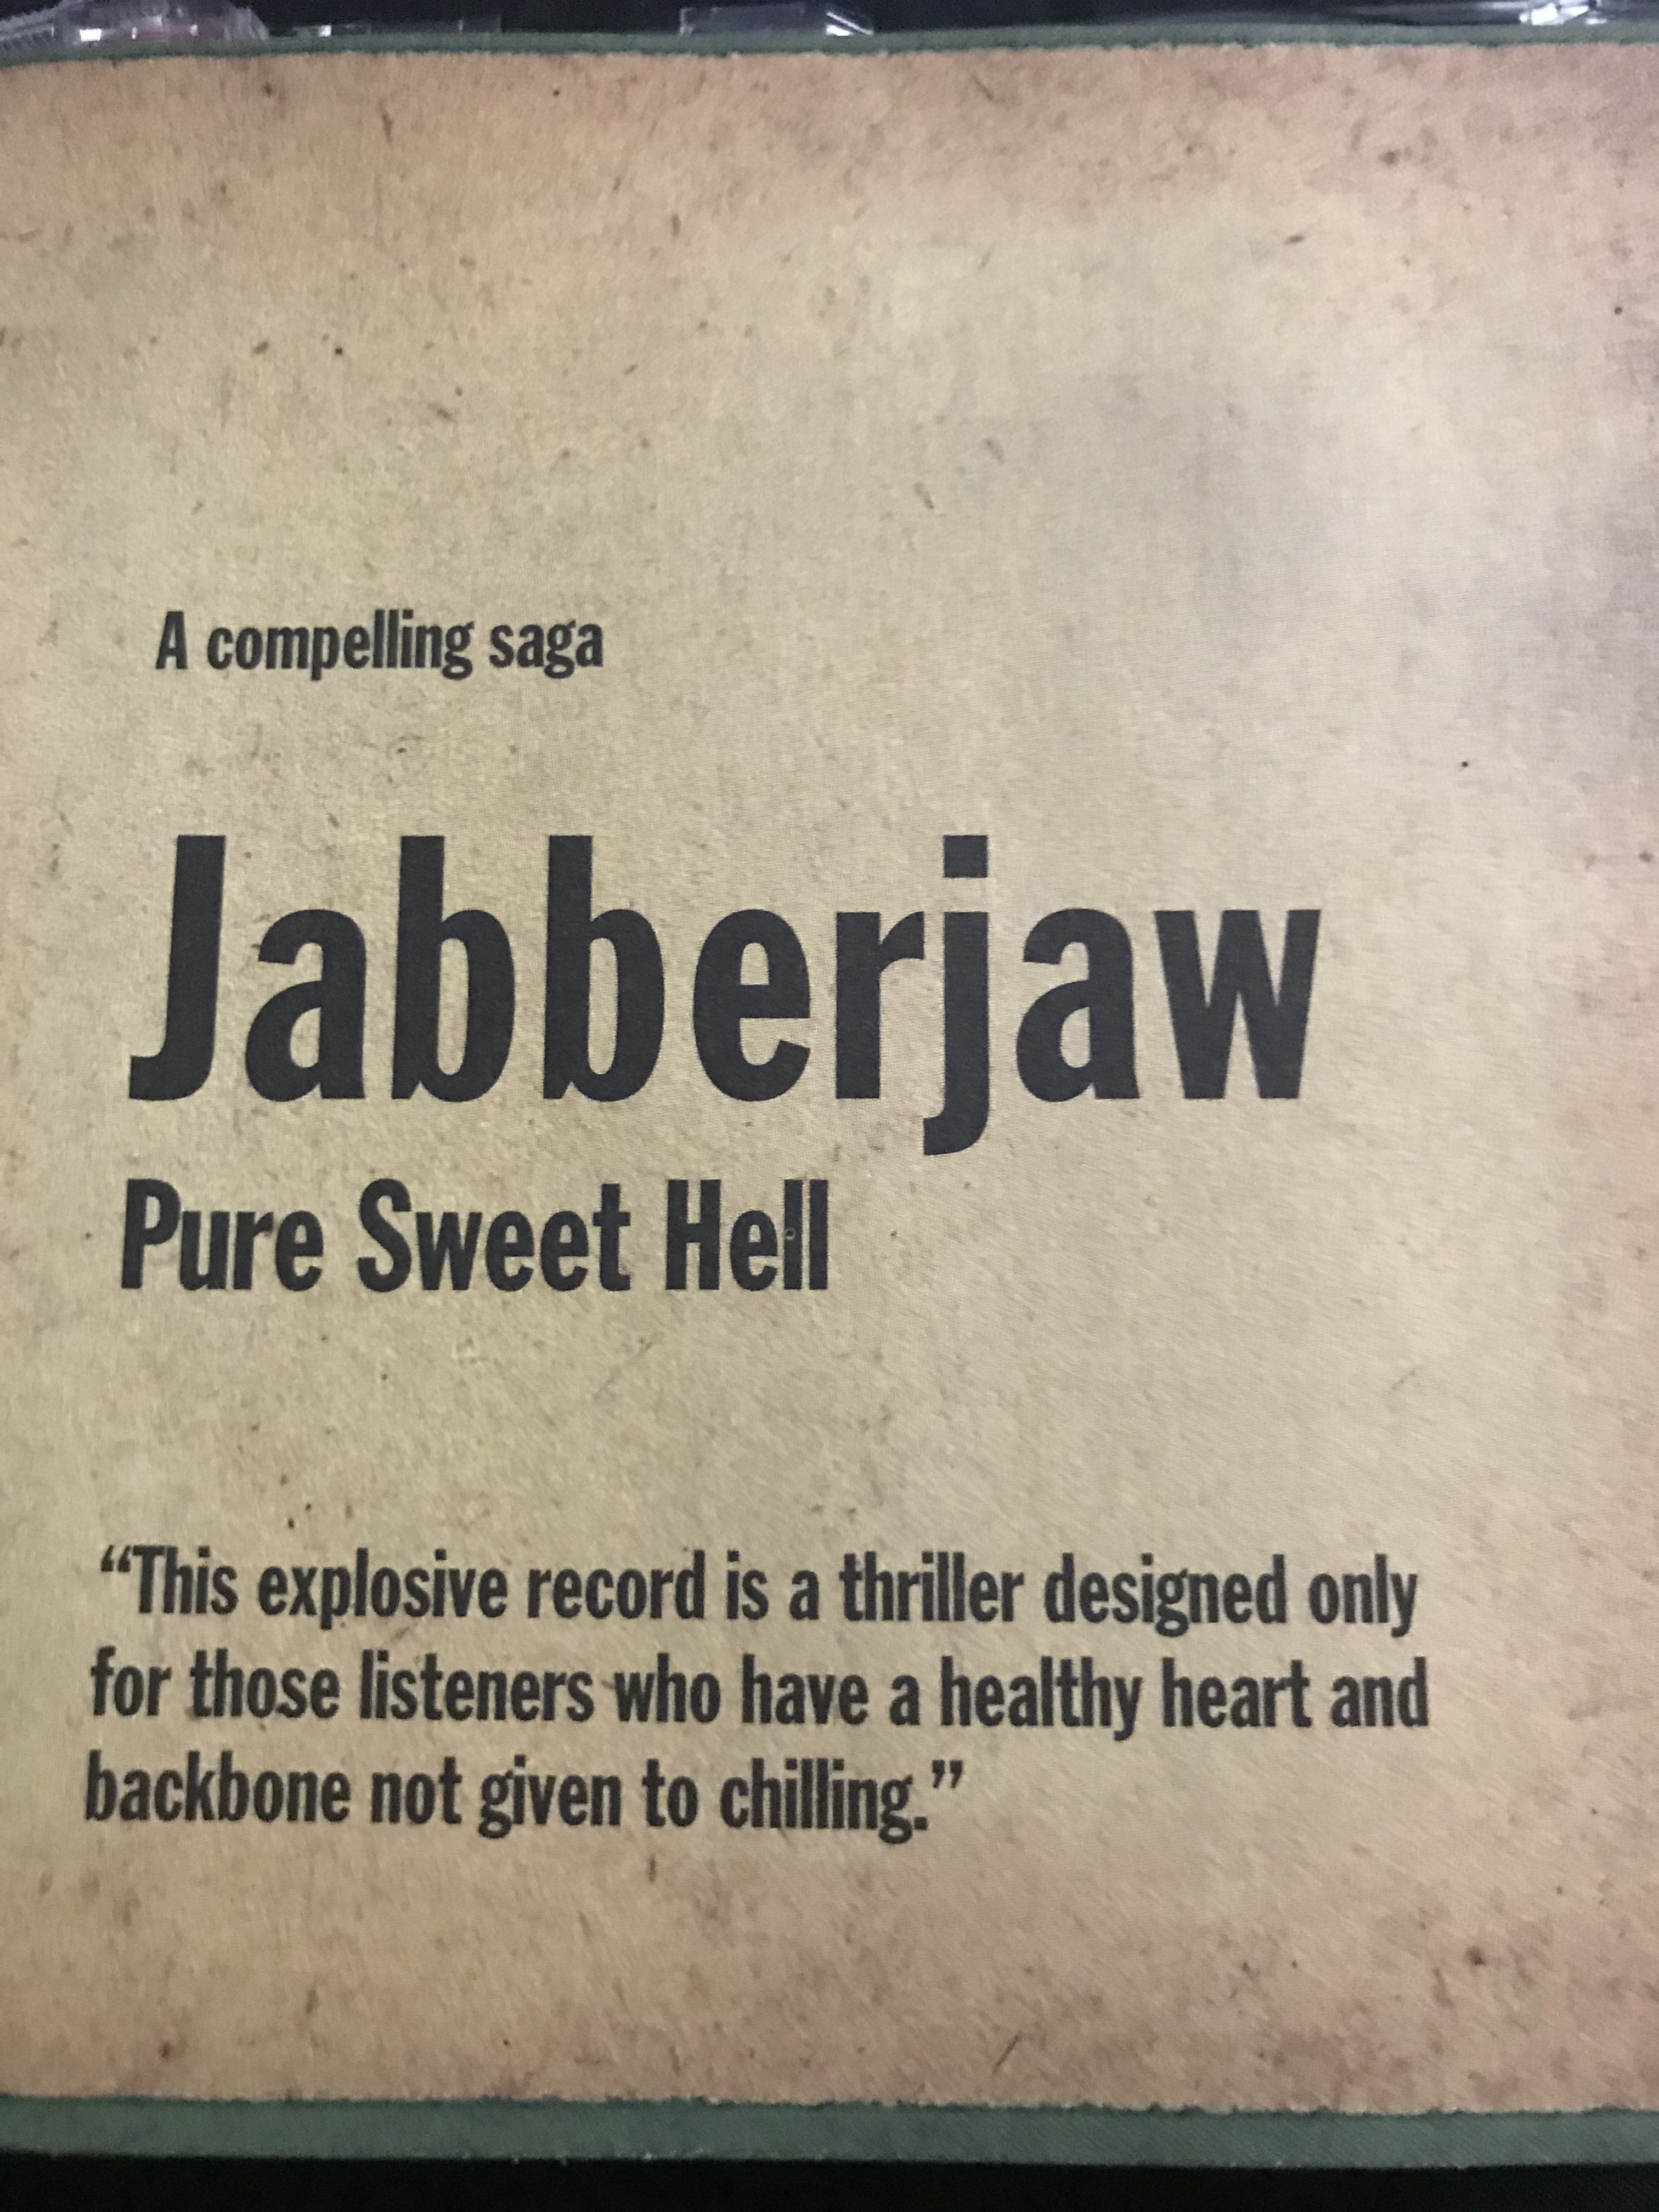 A compelling saga
Jabberjaw
Pure Sweet Hell
“This explosive record is a thriller designed only
for those listeners who have a healthy heart and
backbone not given to chilling.”